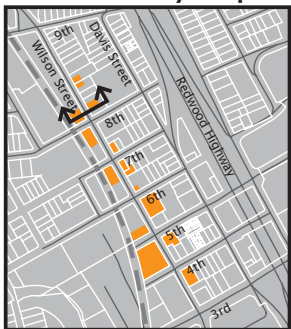 9th
Davis Street
Wilson Street
Redwood Highway
8th
7th
6th
5th
4th
3rd